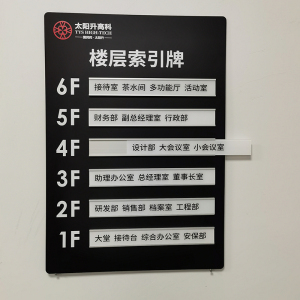 太阳升高科
TYS HIGH-TECH
楼层索引牌
6F 接待室 茶水间 多功能厅 活动室
5F 财务部 副总经理室 行政部
4F 设计部 大会议室 小会议室
3F 助理办公室 总经理室 董事长室
2F 研发部 销售部 档案室 工程部
1F 大堂 接待台 综合办公室 安保部